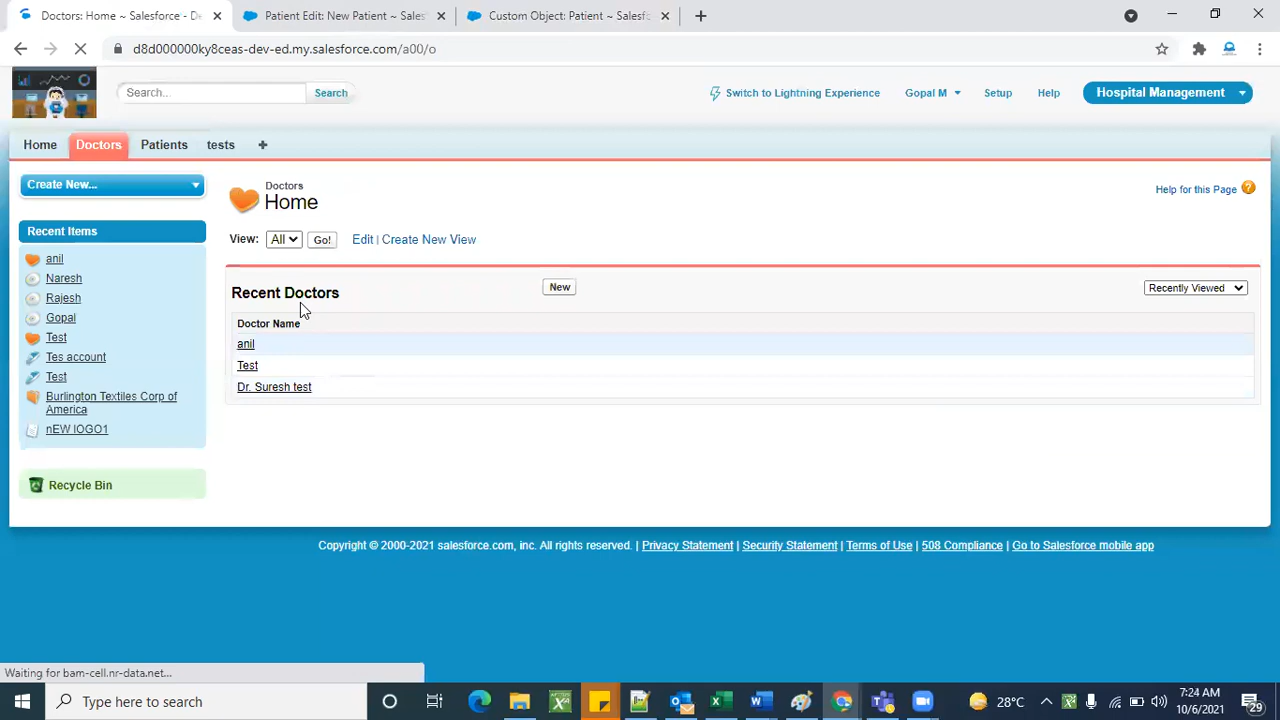 Doctors: Home ~ Salesforce - De
Patient Edit: New Patient ~ Sales
Custom Object: Patient ~ Salesf
d8d000000ky8ceas-dev-ed.my.salesforce.com/a00/o
Search...
Search
Switch to Lightning Experience
Gopal M
Setup
Help
Hospital Management
Home
Doctors
Patients
tests
Create New...
Recent Items
anil
Naresh
Rajesh
Gopal
Test
Tes account
Test
Burlington Textiles Corp of
America
nEW lOGO1
Recycle Bin
Doctors
Home
Help for this Page
View: All Go! Edit | Create New View
Recent Doctors
New
Recently Viewed
Doctor Name
anil
Test
Dr. Suresh test
Copyright © 2000-2021 salesforce.com, inc. All rights reserved. | Privacy Statement | Security Statement | Terms of Use | 508 Compliance | Go to Salesforce mobile app
Waiting for bam-cell.nr-data.net...
Type here to search
28°C
7:24 AM
10/6/2021
29